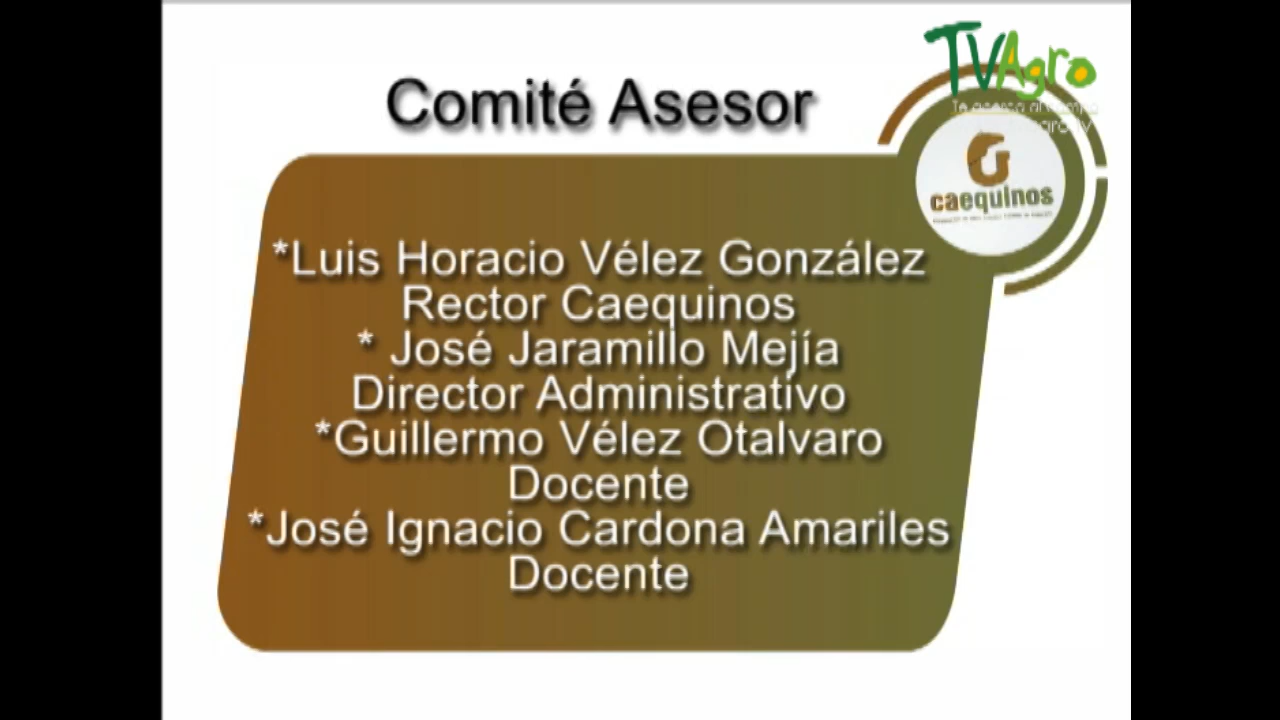 TVAgro
Comité Asesor
caequinos
*Luis Horacio Vélez González
Rector Caequinos
* José Jaramillo Mejía
Director Administrativo
*Guillermo Vélez Otalvaro
Docente
*José Ignacio Cardona Amariles
Docente